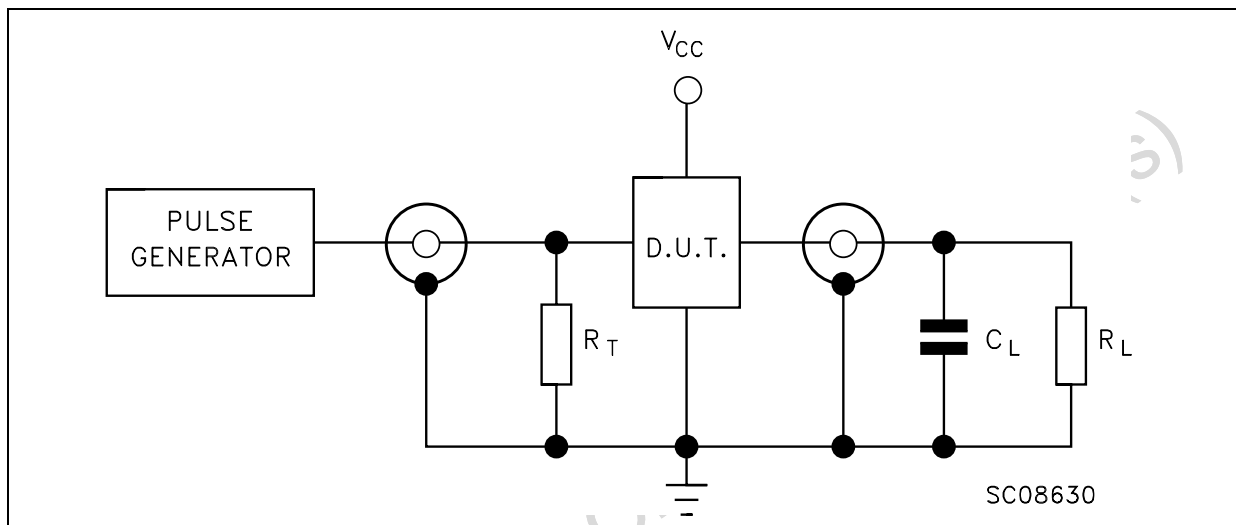 VCC
PULSE
GENERATOR
D.U.T.
RT
CL
RL
SC08630